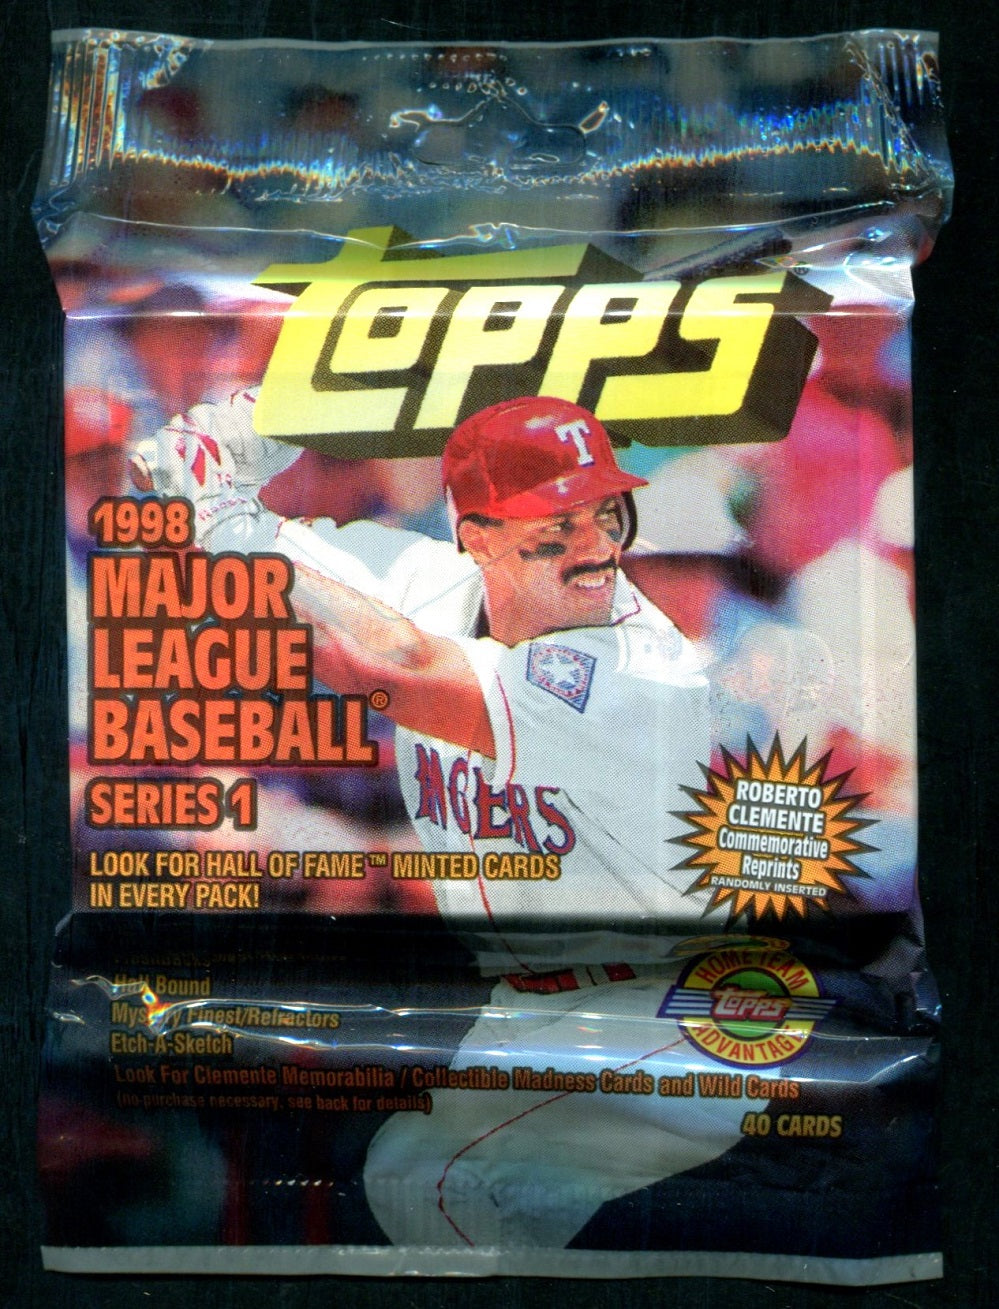 Topps®
T
1998
MAJOR
LEAGUE
BASEBALL®
SERIES 1
LOOK FOR HALL OF FAME™ MINTED CARDS
IN EVERY PACK!
ROBERTO
CLEMENTE
Commemorative
Reprints
RANDOMLY INSERTED
Hall Bound
Mystery Finest/Refractors
Etch-A-Sketch
Look For Clemente Memorabilia / Collectible Madness Cards and Wild Cards
(no purchase necessary, see back for details)
HOME TEAM
Topps
ADVANTAGE
40 CARDS